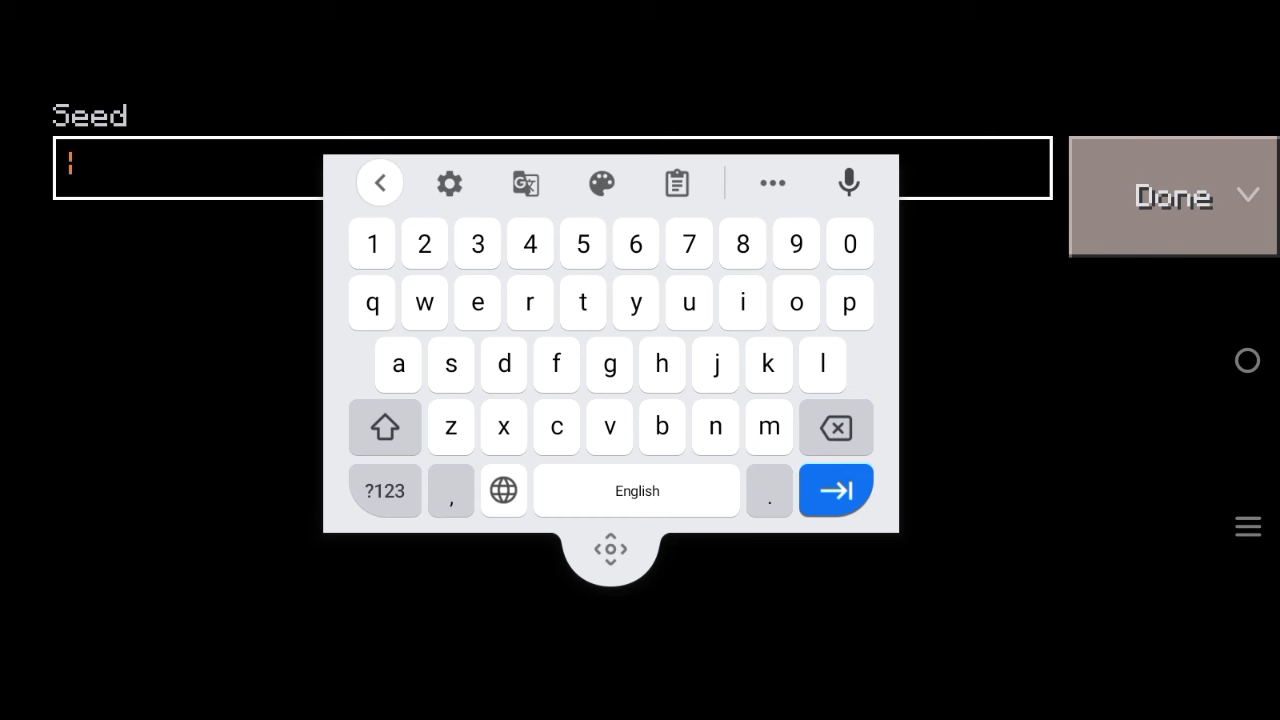 Seed
Done
1 2 3 4 5 6 7 8 9 0
q w e r t y u i o p
a s d f g h j k l
z x c v b n m
?123 , English .